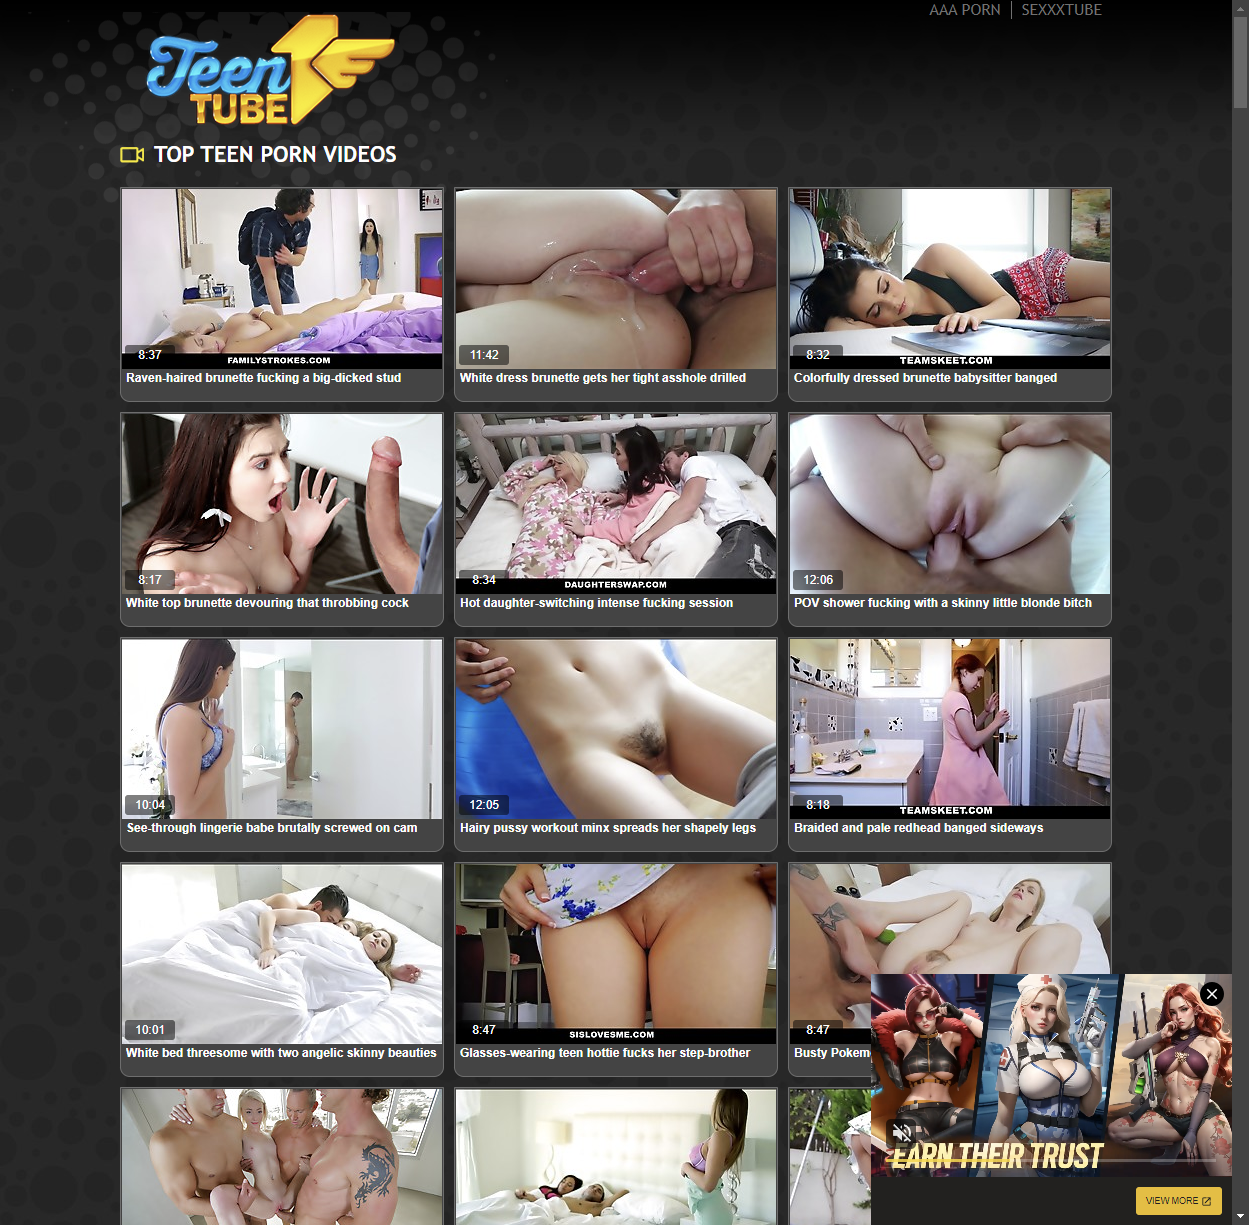 AAA PORN
SEXXXTUBE
Teen
TUBE
TOP TEEN PORN VIDEOS
8:37
FAMILYSTROKES.COM
Raven-haired brunette fucking a big-dicked stud
11:42
White dress brunette gets her tight asshole drilled
8:32
TEAMSKEET.COM
Colorfully dressed brunette babysitter banged
8:17
White top brunette devouring that throbbing cock
8:34
DAUGHTERSWAP.COM
Hot daughter-switching intense fucking session
12:06
POV shower fucking with a skinny little blonde bitch
10:04
See-through lingerie babe brutally screwed on cam
12:05
Hairy pussy workout minx spreads her shapely legs
8:18
TEAMSKEET.COM
Braided and pale redhead banged sideways
10:01
White bed threesome with two angelic skinny beauties
8:47
SISLOVESME.COM
Glasses-wearing teen hottie fucks her step-brother
8:47
Busty Pokem
EARN THEIR TRUST
VIEW MORE